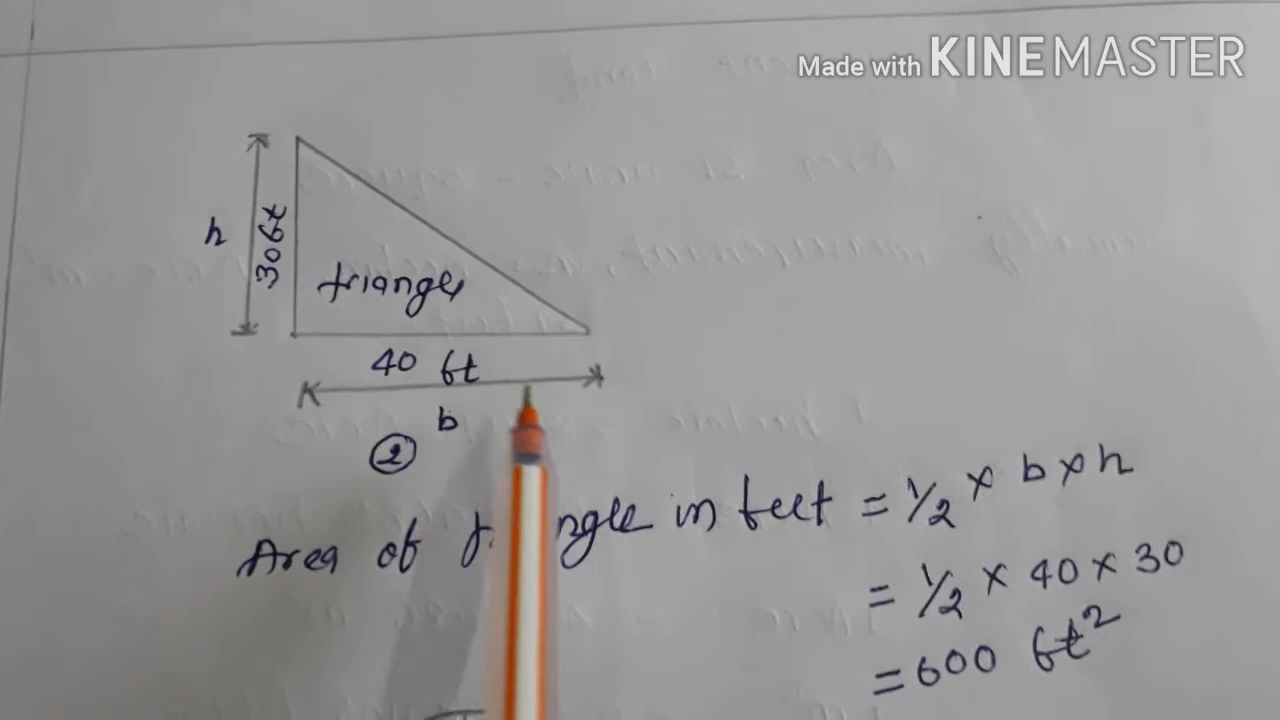 Made with KINEMASTER
h
30ft
triangle
40 ft
b
2
Area of ngle in feet = 1/2 × b × h
= 1/2 × 40 × 30
= 600 ft²